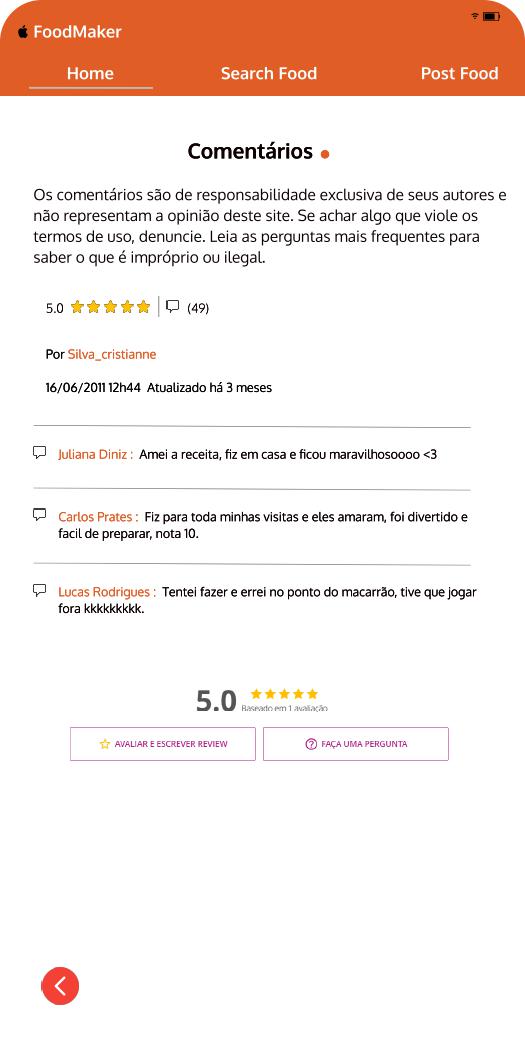 FoodMaker
Home Search Food Post Food
Comentários
Os comentários são de responsabilidade exclusiva de seus autores e
não representam a opinião deste site. Se achar algo que viole os
termos de uso, denuncie. Leia as perguntas mais frequentes para
saber o que é impróprio ou ilegal.
5.0 (49)
Por Silva_cristianne
16/06/2011 12h44 Atualizado há 3 meses
Juliana Diniz : Amei a receita, fiz em casa e ficou maravilhosoooo <3
Carlos Prates : Fiz para toda minhas visitas e eles amaram, foi divertido e
facil de preparar, nota 10.
Lucas Rodrigues : Tentei fazer e errei no ponto do macarrão, tive que jogar
fora kkkkkkkkk.
5.0 Baseado em 1 avaliação
AVALIAR E ESCREVER REVIEW FAÇA UMA PERGUNTA